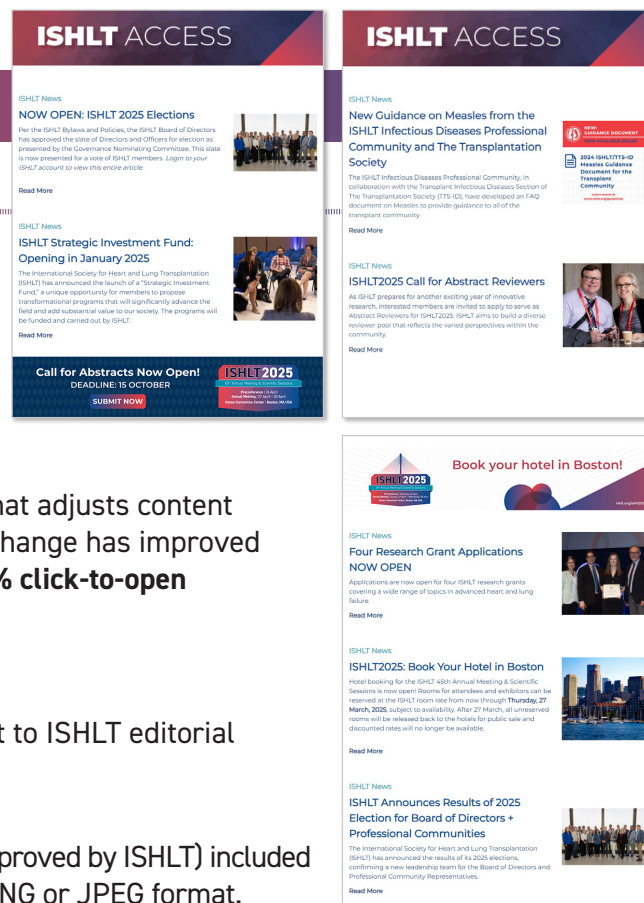 ISHLT ACCESS
ISHLT News
NOW OPEN: ISHLT 2025 Elections
Per the ISHLT Bylaws and Policies, the ISHLT Board of Directors
has approved the slate of Directors and Officers for election as
presented by the Governance Nominating Committee. This slate
is now presented for a vote of ISHLT members. Login to your
ISHLT account to view this entire article.
Read More
ISHLT News
ISHLT Strategic Investment Fund:
Opening in January 2025
The International Society for Heart and Lung Transplantation
(ISHLT) has announced the launch of a "Strategic Investment
Fund," a unique opportunity for members to propose
transformational programs that will significantly advance the
field and add substantial value to our society. The programs will
be funded and carried out by ISHLT.
Read More
Call for Abstracts Now Open!
DEADLINE: 15 OCTOBER
SUBMIT NOW
ISHLT2025
45th Annual Meeting & Scientific Sessions
Annual Meeting | 27 April – 30 April
Hynes Convention Center | Boston, MA USA
ISHLT ACCESS
ISHLT News
New Guidance on Measles from the
ISHLT Infectious Diseases Professional
Community and The Transplantation
Society
The ISHLT Infectious Diseases Professional Community, in
collaboration with the Transplant Infectious Diseases Section of
The Transplantation Society (TTS-ID), have developed an FAQ
document on Measles to provide guidance to all of the
transplant community.
Read More
NEW:
GUIDANCE DOCUMENT
NOW AVAILABLE ONLINE
2024 ISHLT/TTS-ID
Measles Guidance
Document for the
Transplant
Community
ISHLT News
ISHLT2025 Call for Abstract Reviewers
As ISHLT prepares for another exciting year of innovative
research, interested members are invited to apply to serve as
Abstract Reviewers for ISHLT2025. ISHLT aims to build a diverse
reviewer pool that reflects the varied perspectives within the
community.
Read More
hat adjusts content
hange has improved
% click-to-open
t to ISHLT editorial
proved by ISHLT) included
NG or JPEG format.
ISHLT2025
Book your hotel in Boston!
ISHLT News
Four Research Grant Applications
NOW OPEN
Applications are now open for four ISHLT research grants
covering a wide range of topics in advanced heart and lung
failure.
Read More
ISHLT News
ISHLT2025: Book Your Hotel in Boston
Hotel booking for the ISHLT 45th Annual Meeting & Scientific
Sessions is now open! Rooms for attendees and exhibitors can be
reserved at the ISHLT room rate from now through Thursday, 27
March, 2025, subject to availability. After 27 March, all unreserved
rooms will be released back to the hotels for public sale and
discounted rates will no longer be available.
Read More
ISHLT News
ISHLT Announces Results of 2025
Election for Board of Directors +
Professional Communities
The International Society for Heart and Lung Transplantation
(ISHLT) has announced the results of its 2025 elections,
confirming a new leadership team for the Board of Directors and
Professional Community Representatives.
Read More